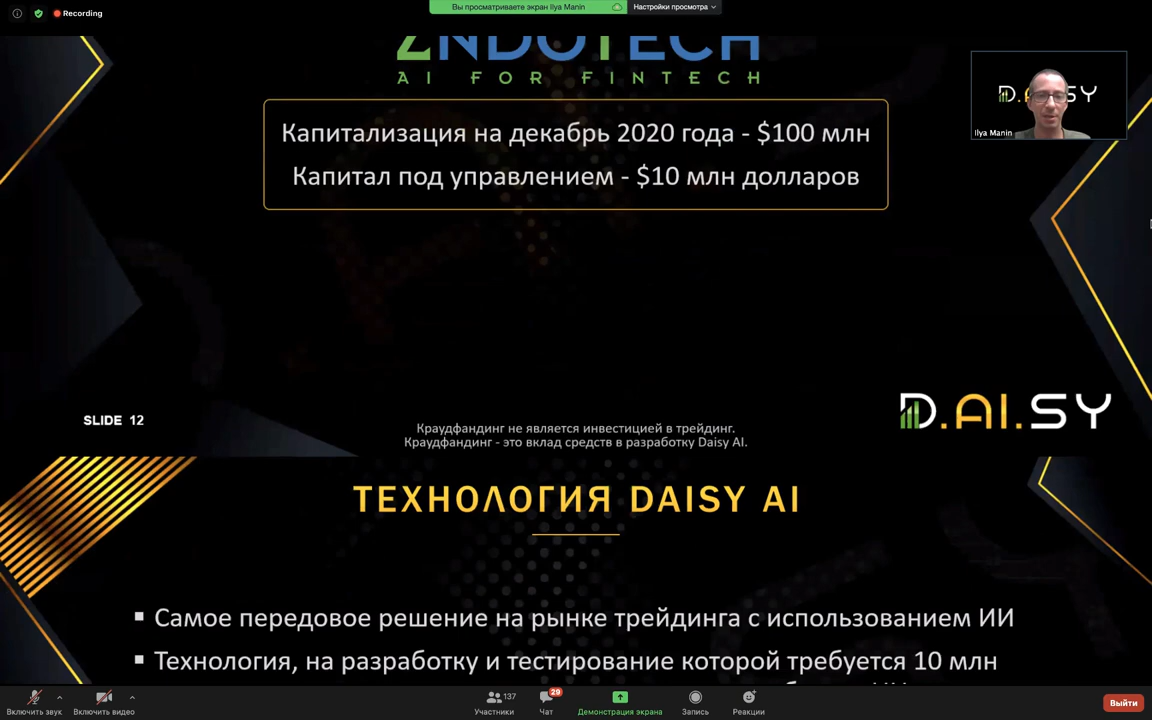 Recording
Вы просматриваете экран Ilya Manin
Настройки просмотра
AI FOR FINTECH
Капитализация на декабрь 2020 года - $100 млн
Капитал под управлением - $10 млн долларов
D.AI.SY
Ilya Manin
SLIDE 12
Краудфандинг не является инвестицией в трейдинг.
Краудфандинг - это вклад средств в разработку Daisy AI.
D.AI.SY
ТЕХНОЛОГИЯ DAISY AI
▪ Самое передовое решение на рынке трейдинга с использованием ИИ
▪ Технология, на разработку и тестирование которой требуется 10 млн
Включить звук
Включить видео
137
Участники
29
Чат
Демонстрация экрана
Запись
Реакции
Выйти